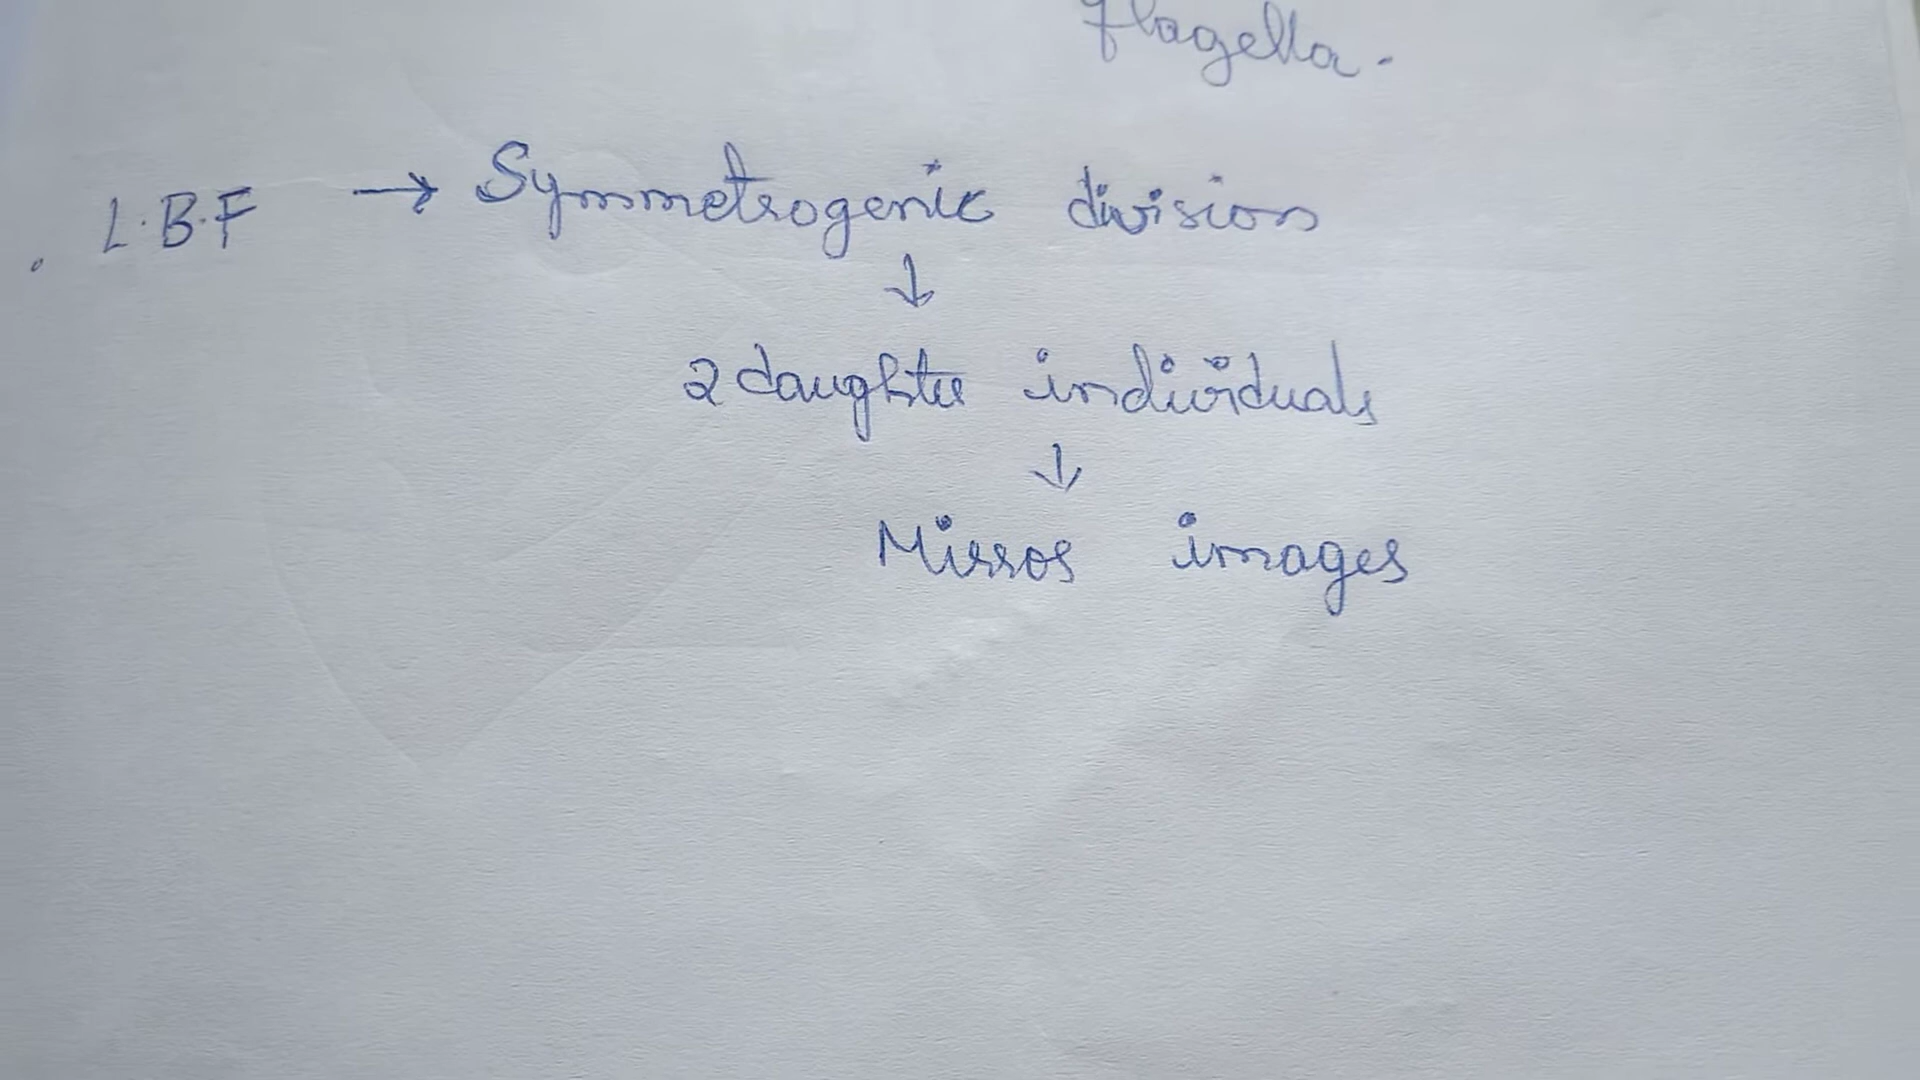 flagella.
L.B.F → Symmetrogenic division
↓
2 daughter individuals
↓
Mirror images